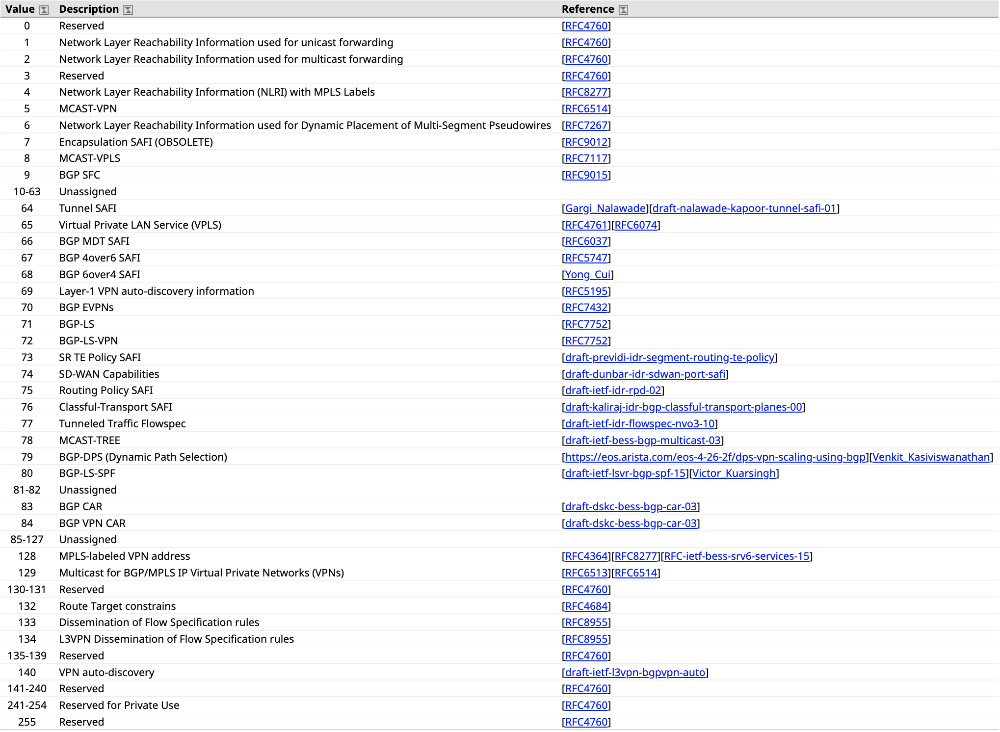 Value Description Reference
0 Reserved [RFC4760]
1 Network Layer Reachability Information used for unicast forwarding [RFC4760]
2 Network Layer Reachability Information used for multicast forwarding [RFC4760]
3 Reserved [RFC4760]
4 Network Layer Reachability Information (NLRI) with MPLS Labels [RFC8277]
5 MCAST-VPN [RFC6514]
6 Network Layer Reachability Information used for Dynamic Placement of Multi-Segment Pseudowires [RFC7267]
7 Encapsulation SAFI (OBSOLETE) [RFC9012]
8 MCAST-VPLS [RFC7117]
9 BGP SFC [RFC9015]
10-63 Unassigned
64 Tunnel SAFI [Gargi_Nalawade][draft-nalawade-kapoor-tunnel-safi-01]
65 Virtual Private LAN Service (VPLS) [RFC4761][RFC6074]
66 BGP MDT SAFI [RFC6037]
67 BGP 4over6 SAFI [RFC5747]
68 BGP 6over4 SAFI [Yong_Cui]
69 Layer-1 VPN auto-discovery information [RFC5195]
70 BGP EVPNs [RFC7432]
71 BGP-LS [RFC7752]
72 BGP-LS-VPN [RFC7752]
73 SR TE Policy SAFI [draft-previdi-idr-segment-routing-te-policy]
74 SD-WAN Capabilities [draft-dunbar-idr-sdwan-port-safi]
75 Routing Policy SAFI [draft-ietf-idr-rpd-02]
76 Classful-Transport SAFI [draft-kaliraj-idr-bgp-classful-transport-planes-00]
77 Tunneled Traffic Flowspec [draft-ietf-idr-flowspec-nvo3-10]
78 MCAST-TREE [draft-ietf-bess-bgp-multicast-03]
79 BGP-DPS (Dynamic Path Selection) [https://eos.arista.com/eos-4-26-2f/dps-vpn-scaling-using-bgp][Venkit_Kasiviswanathan]
80 BGP-LS-SPF [draft-ietf-lsvr-bgp-spf-15][Victor_Kuarsingh]
81-82 Unassigned
83 BGP CAR [draft-dskc-bess-bgp-car-03]
84 BGP VPN CAR [draft-dskc-bess-bgp-car-03]
85-127 Unassigned
128 MPLS-labeled VPN address [RFC4364][RFC8277][RFC-ietf-bess-srv6-services-15]
129 Multicast for BGP/MPLS IP Virtual Private Networks (VPNs) [RFC6513][RFC6514]
130-131 Reserved [RFC4760]
132 Route Target constrains [RFC4684]
133 Dissemination of Flow Specification rules [RFC8955]
134 L3VPN Dissemination of Flow Specification rules [RFC8955]
135-139 Reserved [RFC4760]
140 VPN auto-discovery [draft-ietf-l3vpn-bgpvpn-auto]
141-240 Reserved [RFC4760]
241-254 Reserved for Private Use [RFC4760]
255 Reserved [RFC4760]